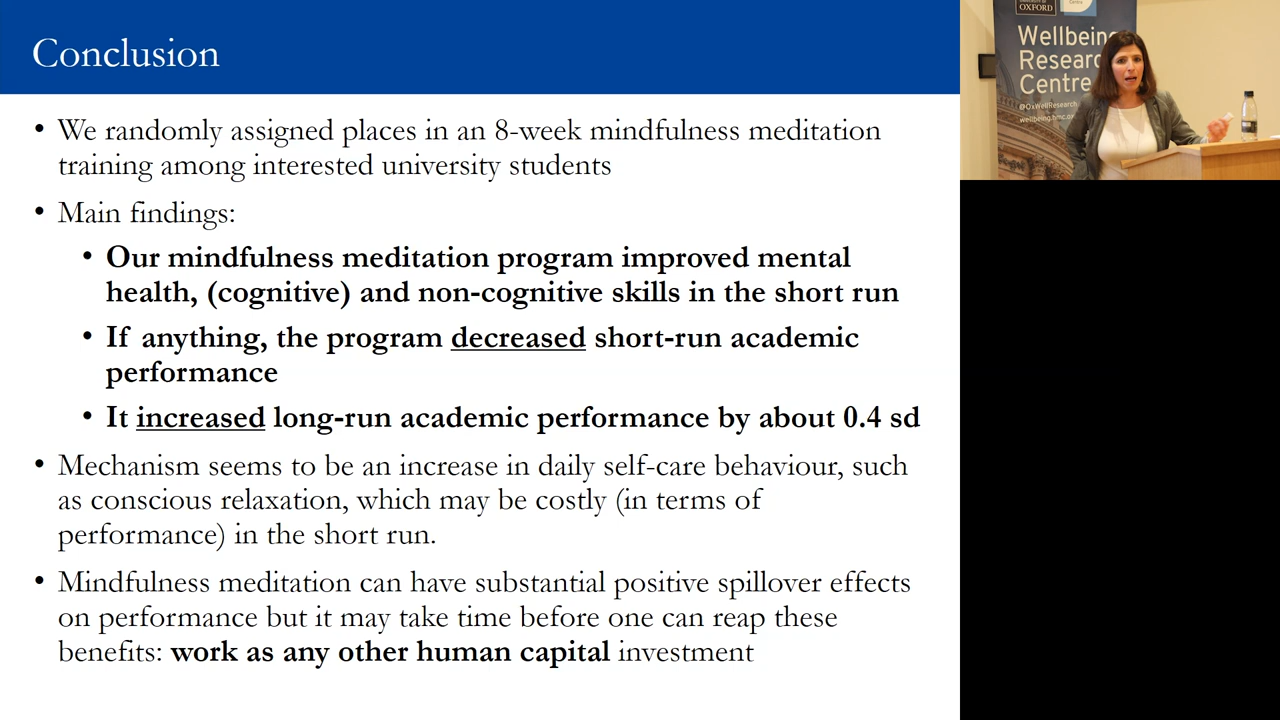 Conclusion
• We randomly assigned places in an 8-week mindfulness meditation
training among interested university students
• Main findings:
• Our mindfulness meditation program improved mental
health, (cognitive) and non-cognitive skills in the short run
• If anything, the program decreased short-run academic
performance
• It increased long-run academic performance by about 0.4 sd
• Mechanism seems to be an increase in daily self-care behaviour, such
as conscious relaxation, which may be costly (in terms of
performance) in the short run.
• Mindfulness meditation can have substantial positive spillover effects
on performance but it may take time before one can reap these
benefits: work as any other human capital investment
OXFORD
Wellbeing
Research
Centre
@OxWellResearch
wellbeing.hmc.ox